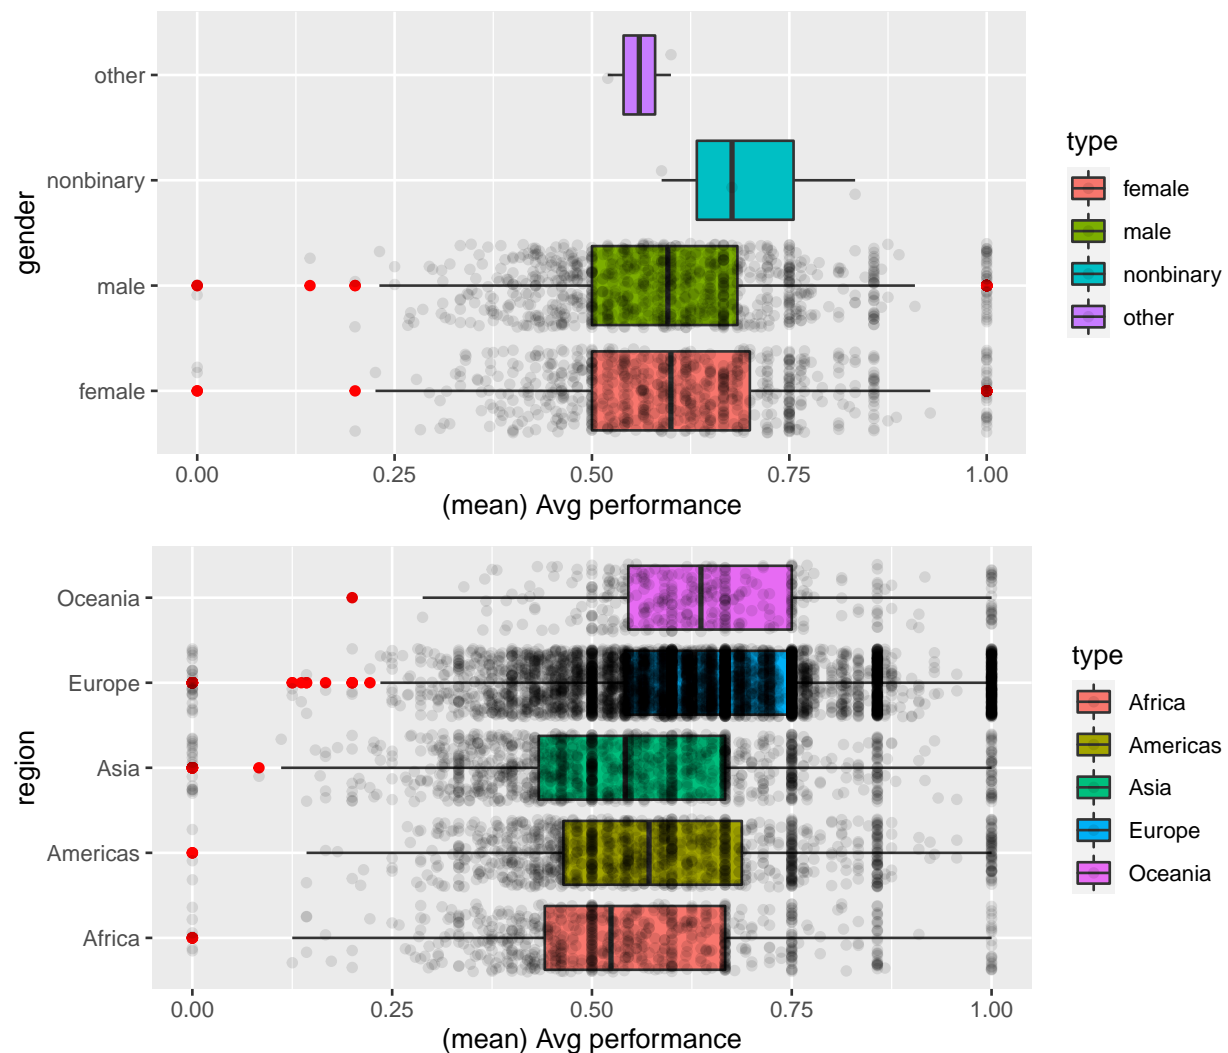 other
nonbinary
male
female
gender
0.00 0.25 0.50 0.75 1.00
(mean) Avg performance
type
female
male
nonbinary
other
Oceania
Europe
Asia
Americas
Africa
region
0.00 0.25 0.50 0.75 1.00
(mean) Avg performance
type
Africa
Americas
Asia
Europe
Oceania